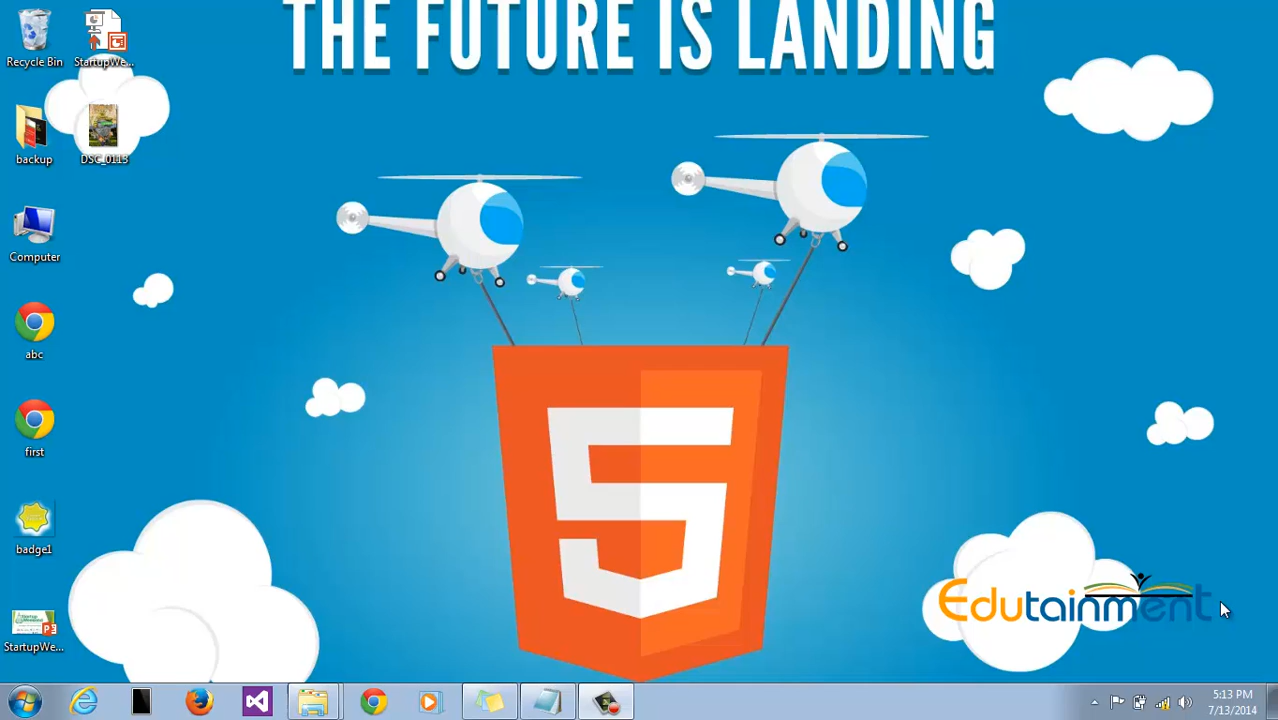 THE FUTURE IS LANDING
Recycle Bin
StartupWe...
backup
DSC_0113
Computer
abc
first
badge1
StartupWe...
5
Edutainment
5:13 PM
7/13/2014